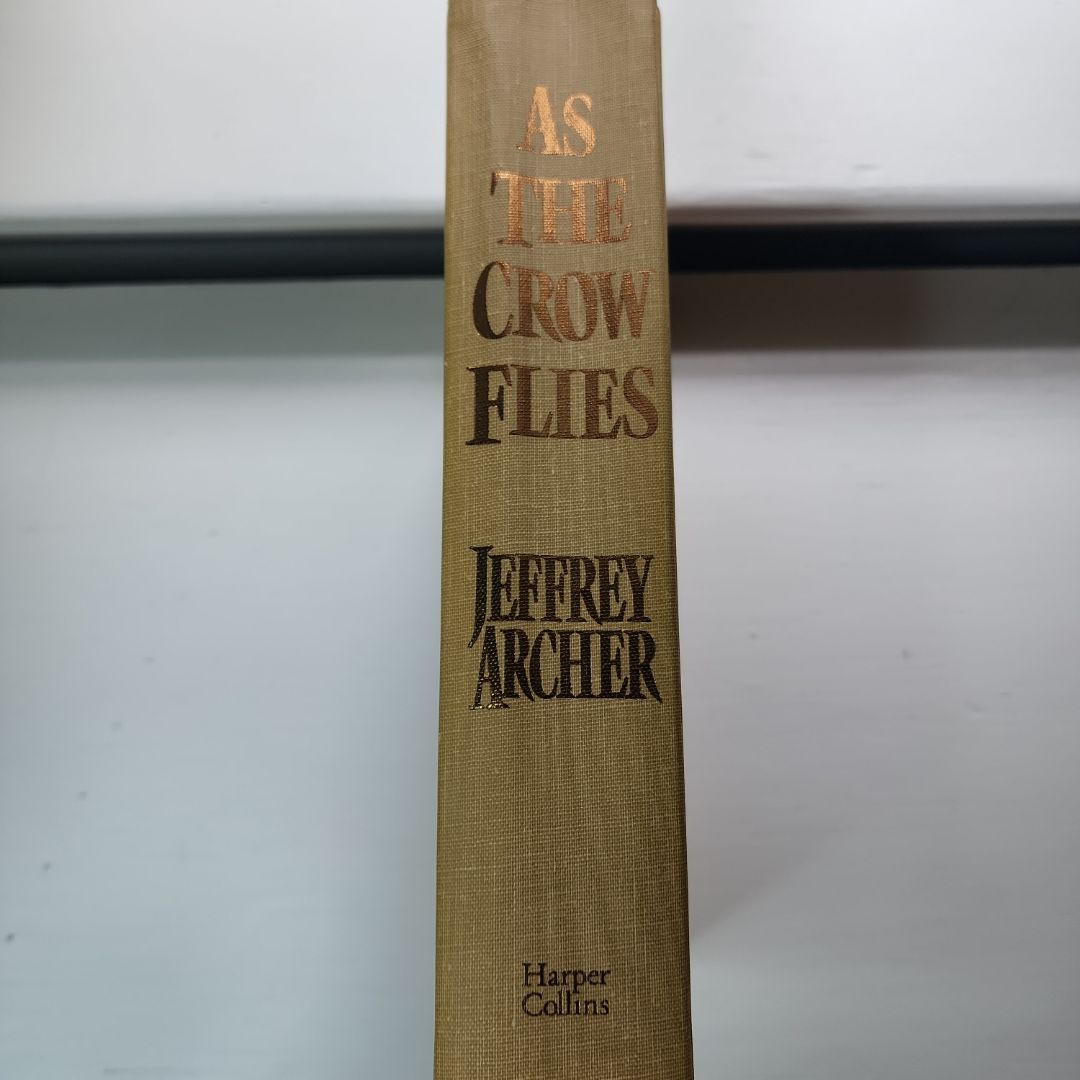 AS
THE
CROW
FLIES
JEFFREY
ARCHER
Harper
Collins